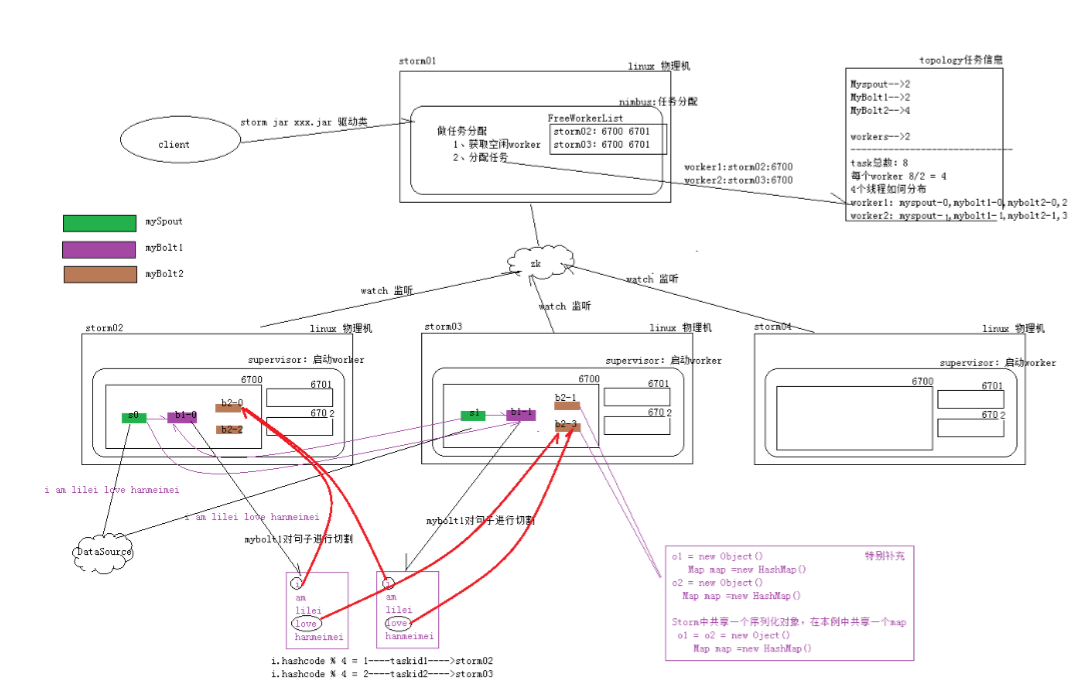 storm01
linux 物理机
topology任务信息
Myspout-->2
MyBolt1-->2
MyBolt2-->4
workers-->2
task总数: 8
每个worker 8/2 = 4
4个线程如何分布
worker1: myspout-0,mybolt1-0,mybolt2-0,2
worker2: myspout-1,mybolt1-1,mybolt2-1,3
nimbus:任务分配
FreeWorkerList
storm02: 6700 6701
storm03: 6700 6701
做任务分配
1、获取空闲worker
2、分配任务
storm jar xxx.jar 驱动类
client
worker1:storm02:6700
worker2:storm03:6700
mySpout
myBolt1
myBolt2
zk
watch 监听
watch 监听
watch 监听
storm02
linux 物理机
supervisor: 启动worker
6700
6701
6702
s0
b1-0
b2-0
b2-2
storm03
linux 物理机
supervisor: 启动worker
6700
6701
6702
s1
b1-1
b2-1
b2-3
storm04
linux 物理机
supervisor: 启动worker
6700
6701
6702
i am lilei love hanmeimei
i am lilei love hanmeimei
mybolt1对句子进行切割
mybolt1对句子进行切割
DataSource
i
am
lilei
love
hanmeimei
i
am
lilei
love
hanmeimei
i.hashcode % 4 = 1----taskid1---->storm02
i.hashcode % 4 = 2----taskid2---->storm03
特别补充
o1 = new Object()
Map map =new HashMap()
o2 = new Object()
Map map =new HashMap()
Storm中共享一个序列化对象，在本例中共享一个map
o1 = o2 = new Oject()
Map map =new HashMap()